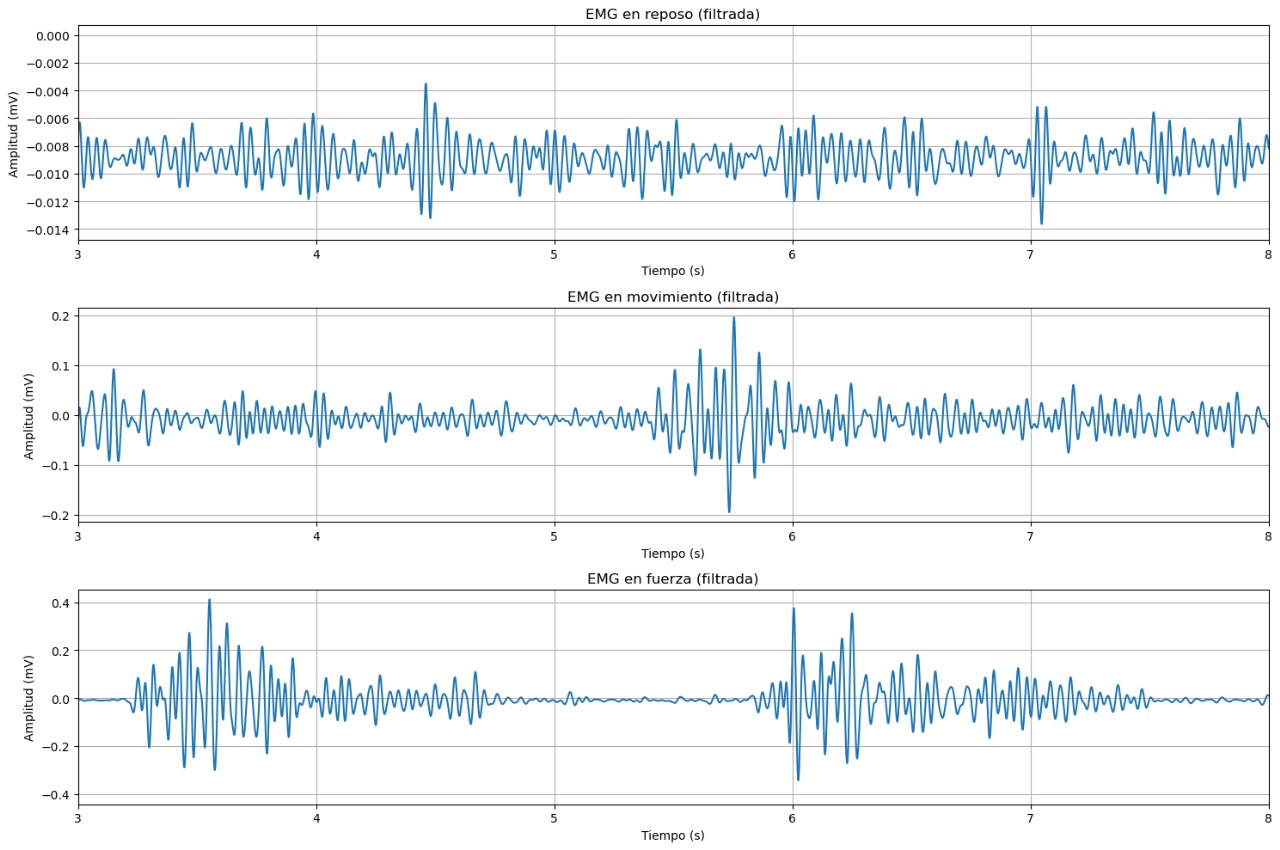 EMG en reposo (filtrada)
0.000
−0.002
−0.004
−0.006
−0.008
−0.010
−0.012
−0.014
Amplitud (mV)
3 4 5 6 7 8
Tiempo (s)
EMG en movimiento (filtrada)
0.2
0.1
0.0
−0.1
−0.2
Amplitud (mV)
3 4 5 6 7 8
Tiempo (s)
EMG en fuerza (filtrada)
0.4
0.2
0.0
−0.2
−0.4
Amplitud (mV)
3 4 5 6 7 8
Tiempo (s)